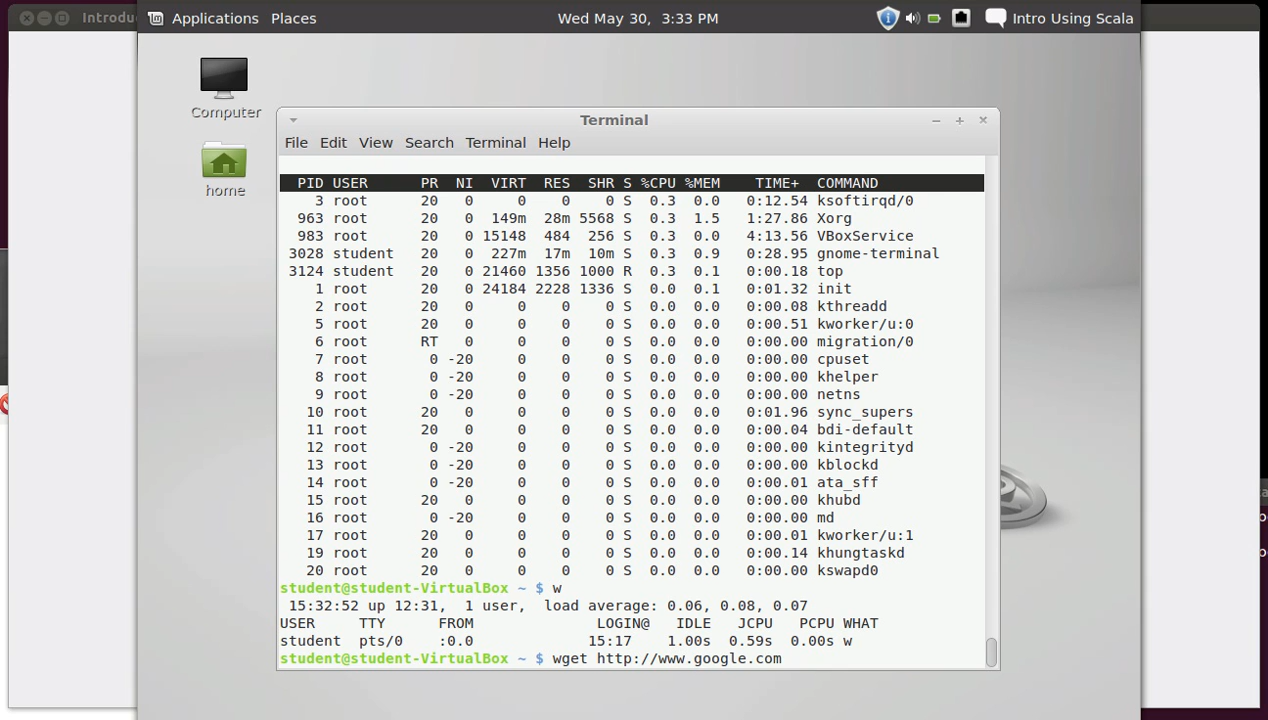 Introduc
Applications Places Wed May 30, 3:33 PM Intro Using Scala
Computer
home
Terminal
File Edit View Search Terminal Help
PID USER PR NI VIRT RES SHR S %CPU %MEM TIME+ COMMAND
3 root 20 0 0 0 0 S 0.3 0.0 0:12.54 ksoftirqd/0
963 root 20 0 149m 28m 5568 S 0.3 1.5 1:27.86 Xorg
983 root 20 0 15148 484 256 S 0.3 0.0 4:13.56 VBoxService
3028 student 20 0 227m 17m 10m S 0.3 0.9 0:28.95 gnome-terminal
3124 student 20 0 21460 1356 1000 R 0.3 0.1 0:00.18 top
1 root 20 0 24184 2228 1336 S 0.0 0.1 0:01.32 init
2 root 20 0 0 0 0 S 0.0 0.0 0:00.08 kthreadd
5 root 20 0 0 0 0 S 0.0 0.0 0:00.51 kworker/u:0
6 root RT 0 0 0 0 S 0.0 0.0 0:00.00 migration/0
7 root 0 -20 0 0 0 S 0.0 0.0 0:00.00 cpuset
8 root 0 -20 0 0 0 S 0.0 0.0 0:00.00 khelper
9 root 0 -20 0 0 0 S 0.0 0.0 0:00.00 netns
10 root 20 0 0 0 0 S 0.0 0.0 0:01.96 sync_supers
11 root 20 0 0 0 0 S 0.0 0.0 0:00.04 bdi-default
12 root 0 -20 0 0 0 S 0.0 0.0 0:00.00 kintegrityd
13 root 0 -20 0 0 0 S 0.0 0.0 0:00.00 kblockd
14 root 0 -20 0 0 0 S 0.0 0.0 0:00.01 ata_sff
15 root 20 0 0 0 0 S 0.0 0.0 0:00.00 khubd
16 root 0 -20 0 0 0 S 0.0 0.0 0:00.00 md
17 root 20 0 0 0 0 S 0.0 0.0 0:00.01 kworker/u:1
19 root 20 0 0 0 0 S 0.0 0.0 0:00.14 khungtaskd
20 root 20 0 0 0 0 S 0.0 0.0 0:00.00 kswapd0
student@student-VirtualBox ~ $ w
15:32:52 up 12:31, 1 user, load average: 0.06, 0.08, 0.07
USER TTY FROM LOGIN@ IDLE JCPU PCPU WHAT
student pts/0 :0.0 15:17 1.00s 0.59s 0.00s w
student@student-VirtualBox ~ $ wget http://www.google.com